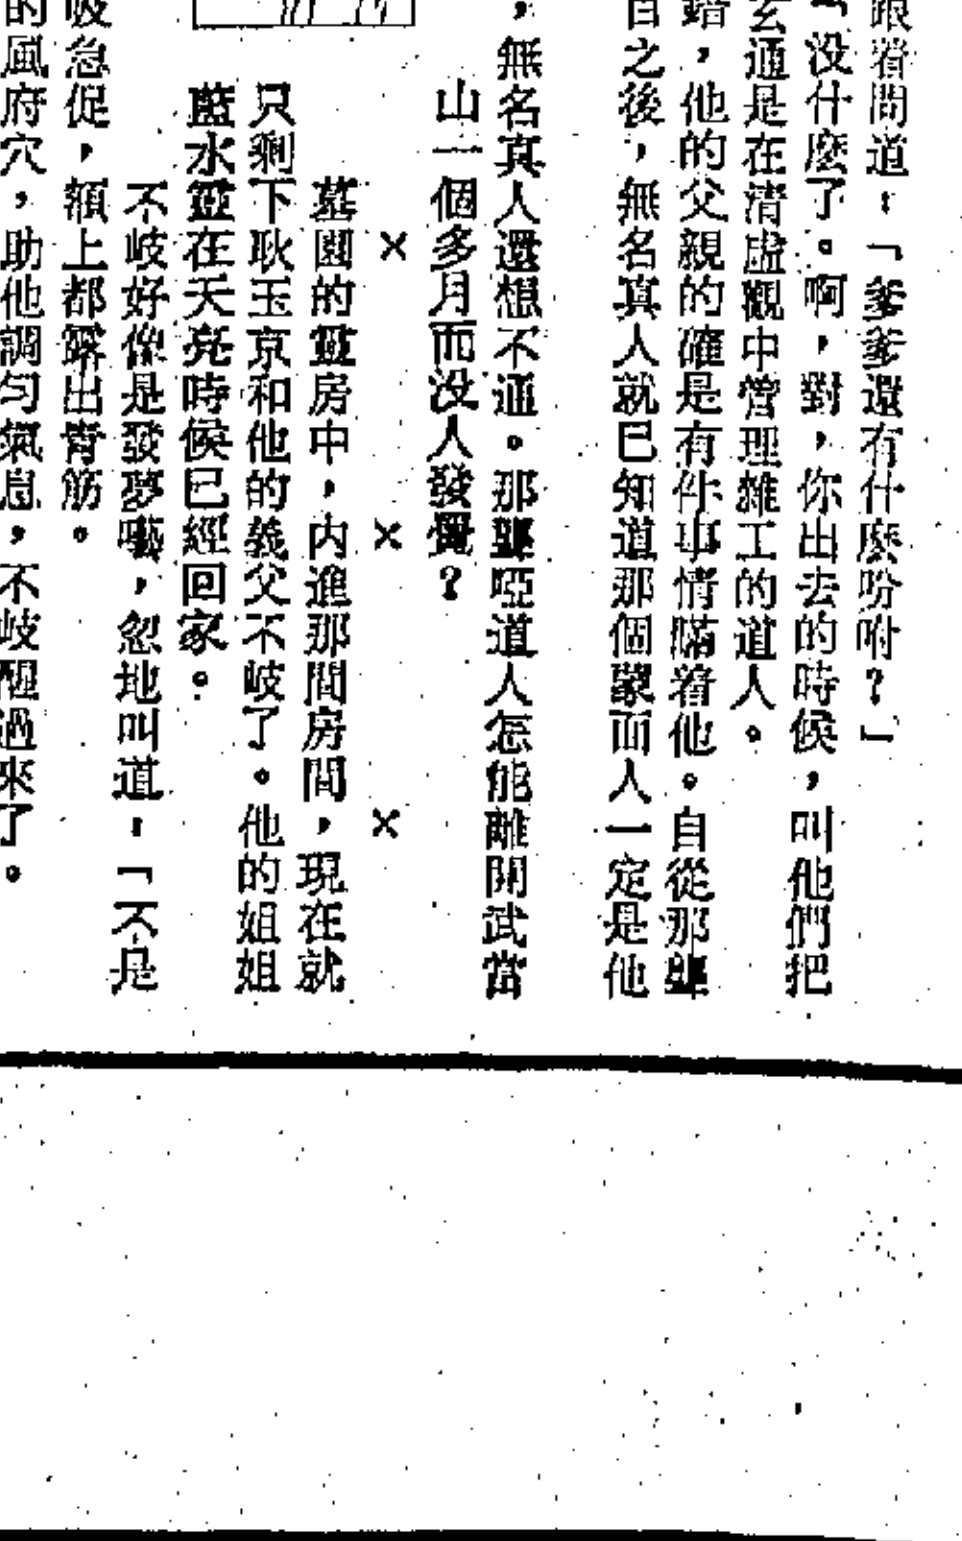 跟着問道：「爹爹還有什麽吩咐？」
「没什麽了。啊，對，你出去的時候，叫他們把
玄通是在清虛觀中管理雜工的道人。
錯，他的父親的確是有件事情瞞着他。自從那聾
日之後，無名真人就已知道那個蒙面人一定是他
，無名真人還想不通。那聾啞道人怎能離開武當
山一個多月而没人發覺？
×　×　×
墓園的靈房中，内進那間房間，現在就
只剩下耿玉京和他的義父不岐了。他的姐姐
藍水靈在天亮時候已經回家。
不岐好像是發夢囈，忽地叫道：「不是
吸急促，額上都露出青筋。
的風府穴，助他調匀氣息，不岐醒過來了。